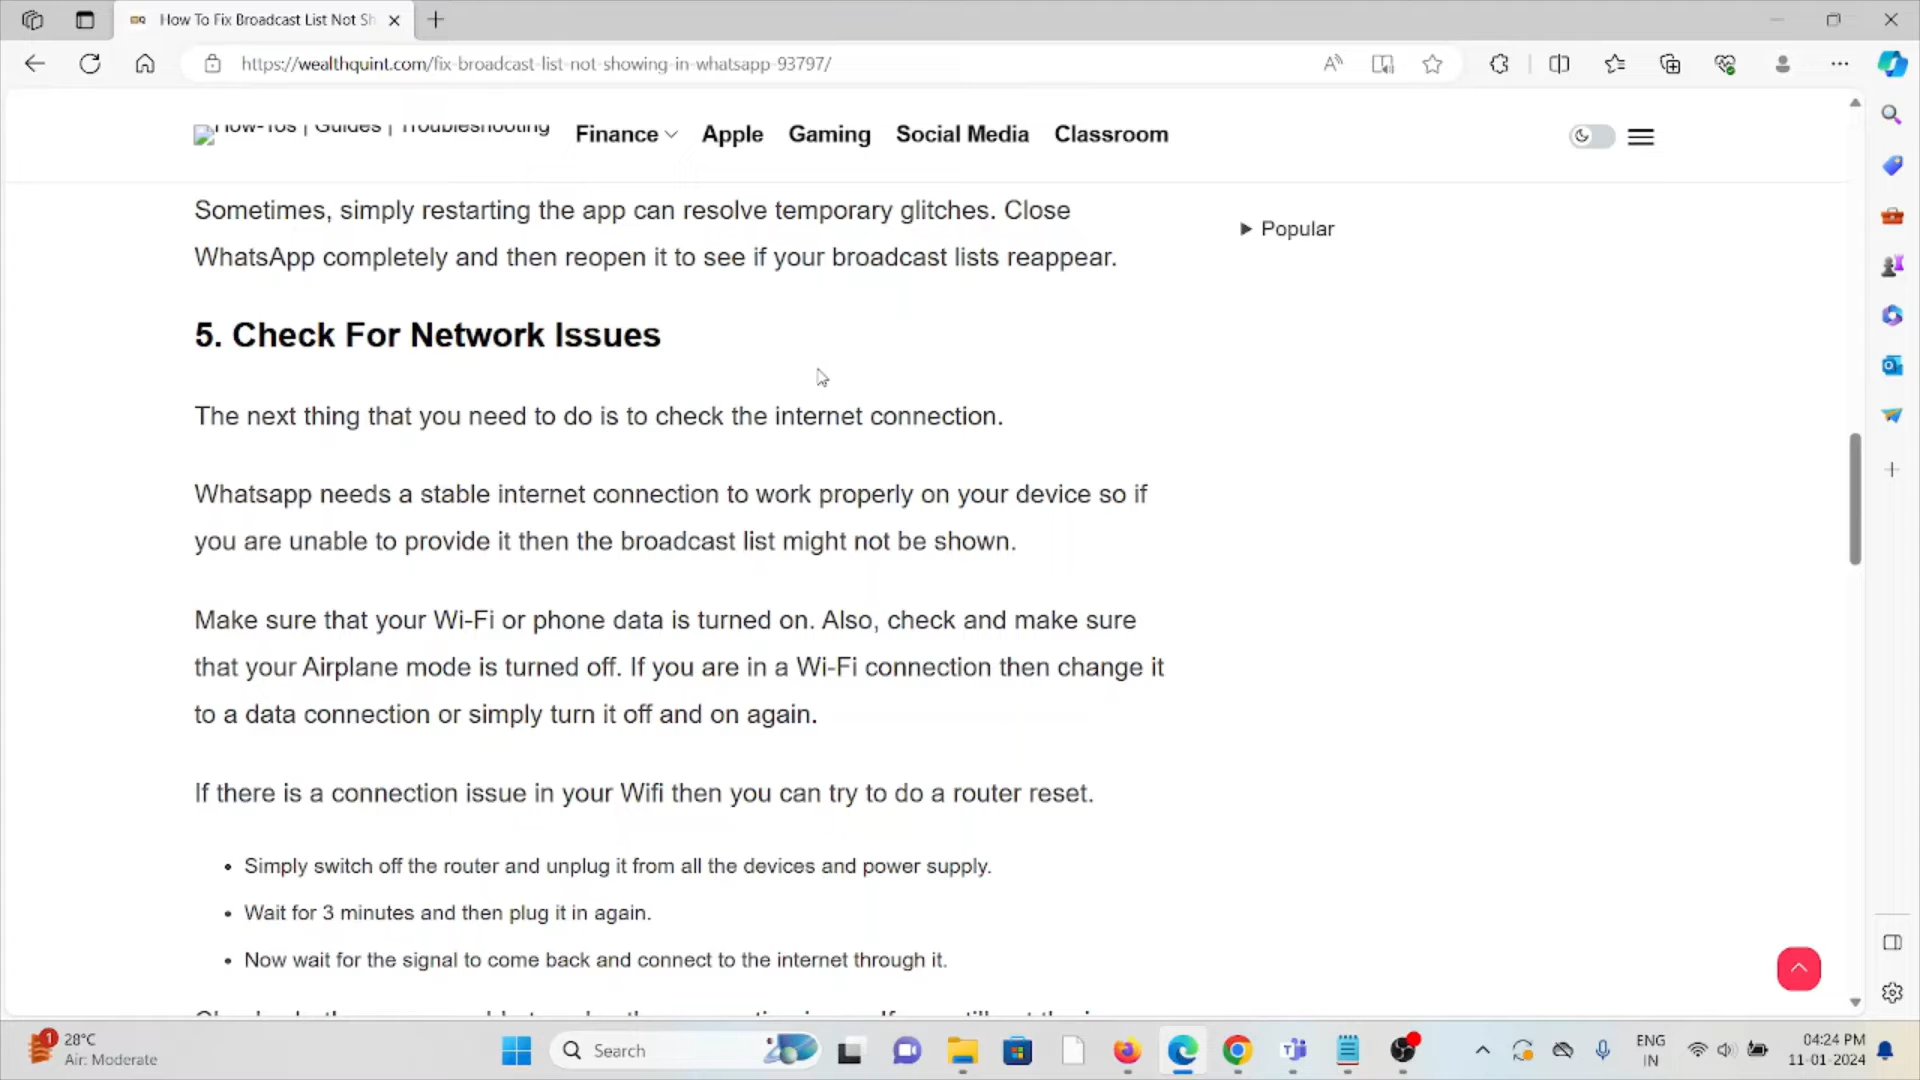 How To Fix Broadcast List Not Sh
https://wealthquint.com/fix-broadcast-list-not-showing-in-whatsapp-93797/
How-Tos | Guides | Troubleshooting
Finance Apple Gaming Social Media Classroom
Sometimes, simply restarting the app can resolve temporary glitches. Close
WhatsApp completely and then reopen it to see if your broadcast lists reappear.
Popular
5. Check For Network Issues
The next thing that you need to do is to check the internet connection.
Whatsapp needs a stable internet connection to work properly on your device so if
you are unable to provide it then the broadcast list might not be shown.
Make sure that your Wi-Fi or phone data is turned on. Also, check and make sure
that your Airplane mode is turned off. If you are in a Wi-Fi connection then change it
to a data connection or simply turn it off and on again.
If there is a connection issue in your Wifi then you can try to do a router reset.
• Simply switch off the router and unplug it from all the devices and power supply.
• Wait for 3 minutes and then plug it in again.
• Now wait for the signal to come back and connect to the internet through it.
1
28°C
Air: Moderate
Search
ENG
IN
04:24 PM
11-01-2024